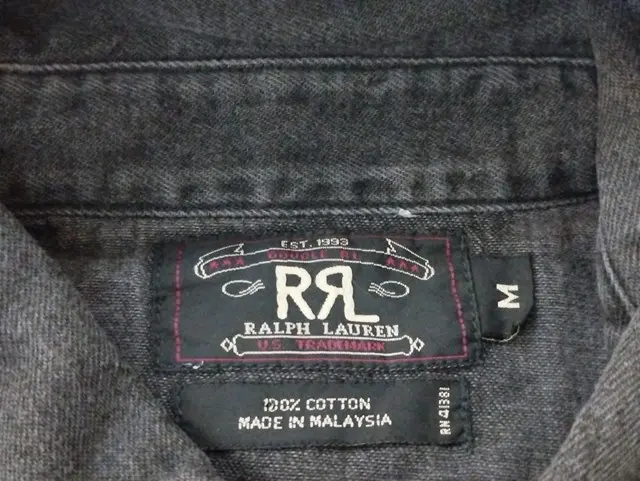 EST. 1993
DOUBLE RL
RRL
RALPH LAUREN
U.S. TRADEMARK
M
100% COTTON
MADE IN MALAYSIA
RN 41381